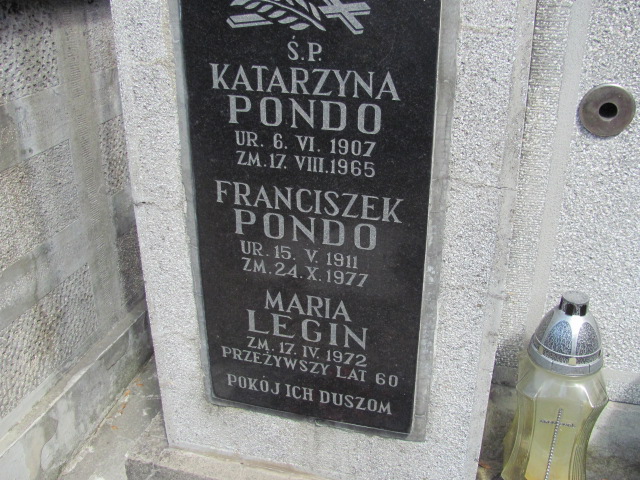 Ś.P.
KATARZYNA
PONDO
UR. 6. VI. 1907
ZM. 17. VIII. 1965
FRANCISZEK
PONDO
UR. 15. V. 1911
ZM. 24. X. 1977
MARIA
LEGIN
ZM. 17. IV. 1972
PRZEŻYWSZY LAT 60
POKÓJ ICH DUSZOM